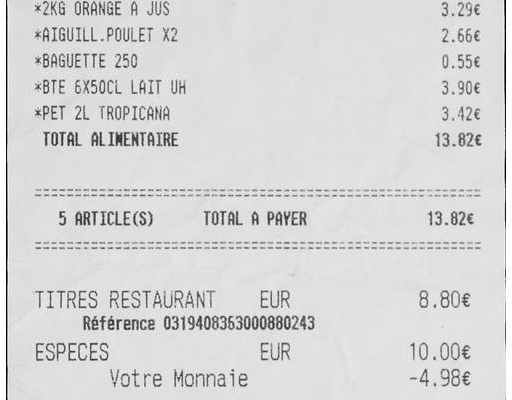 *2KG ORANGE A JUS 3.29€
*AIGUILL.POULET X2 2.66€
*BAGUETTE 250 0.55€
*BTE 6X50CL LAIT UH 3.90€
*PET 2L TROPICANA 3.42€
TOTAL ALIMENTAIRE 13.82€
5 ARTICLE(S) TOTAL A PAYER 13.82€
TITRES RESTAURANT EUR 8.80€
Référence 0319408363000880243
ESPECES EUR 10.00€
Votre Monnaie -4.98€